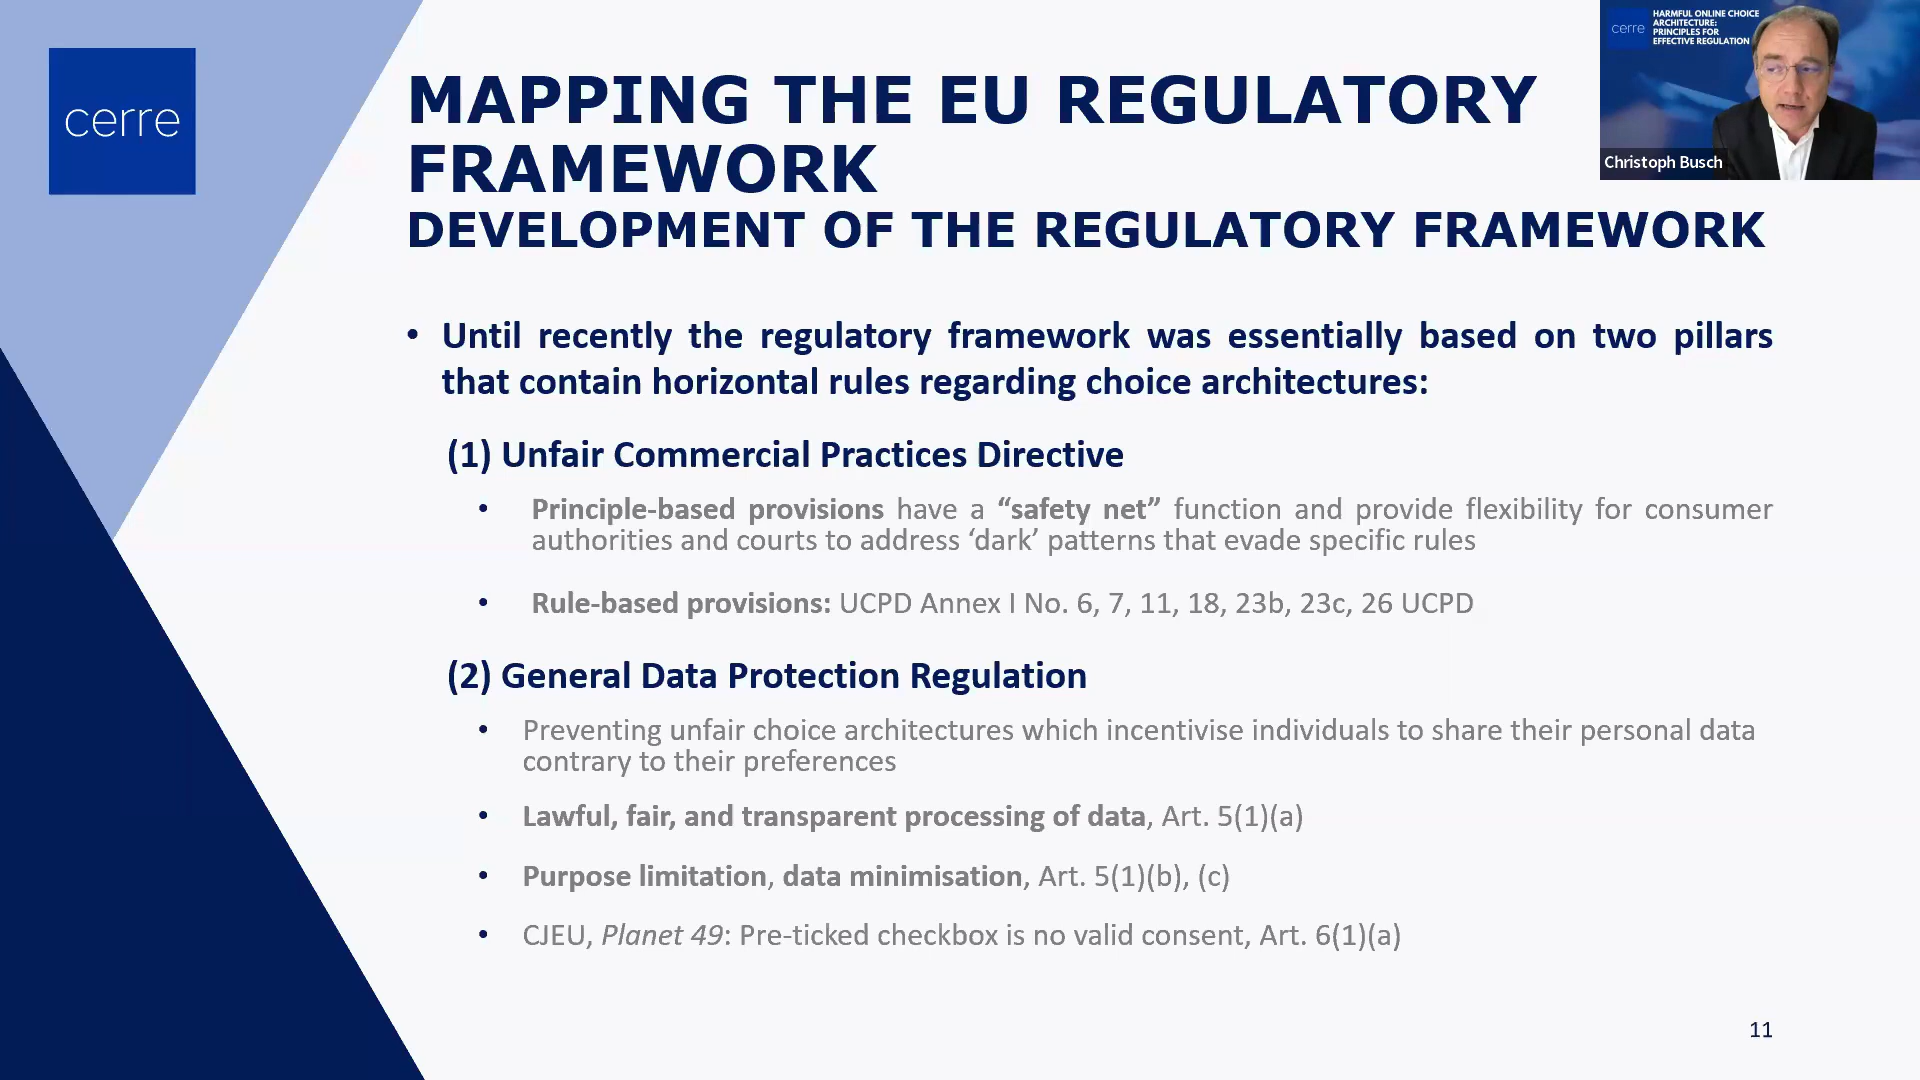 cerre
MAPPING THE EU REGULATORY
FRAMEWORK
DEVELOPMENT OF THE REGULATORY FRAMEWORK
• Until recently the regulatory framework was essentially based on two pillars
that contain horizontal rules regarding choice architectures:
(1) Unfair Commercial Practices Directive
• Principle-based provisions have a “safety net” function and provide flexibility for consumer
authorities and courts to address ‘dark’ patterns that evade specific rules
• Rule-based provisions: UCPD Annex I No. 6, 7, 11, 18, 23b, 23c, 26 UCPD
(2) General Data Protection Regulation
• Preventing unfair choice architectures which incentivise individuals to share their personal data
contrary to their preferences
• Lawful, fair, and transparent processing of data, Art. 5(1)(a)
• Purpose limitation, data minimisation, Art. 5(1)(b), (c)
• CJEU, Planet 49: Pre-ticked checkbox is no valid consent, Art. 6(1)(a)
11
cerre
HARMFUL ONLINE CHOICE
ARCHITECTURE:
PRINCIPLES FOR
EFFECTIVE REGULATION
Christoph Busch